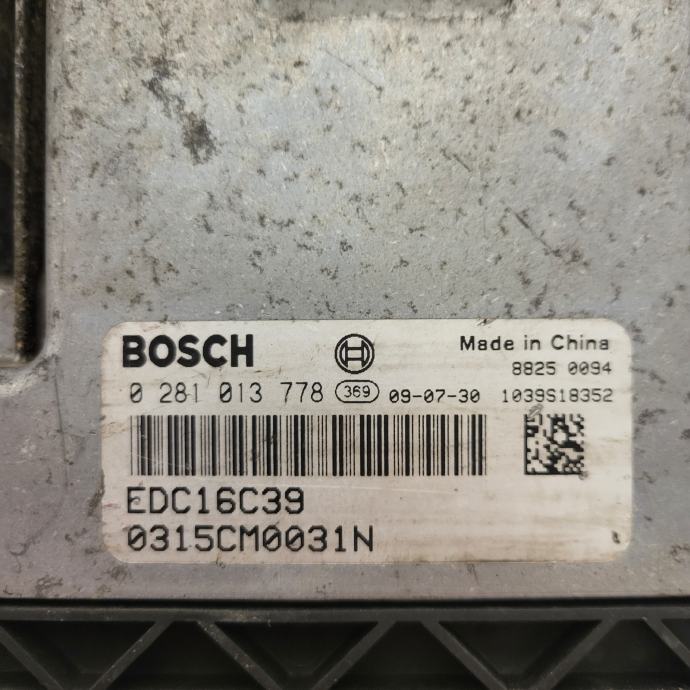 BOSCH
Made in China
8825 0094
0 281 013 778 369 09-07-30 1039S18352
EDC16C39
0315CM0031N